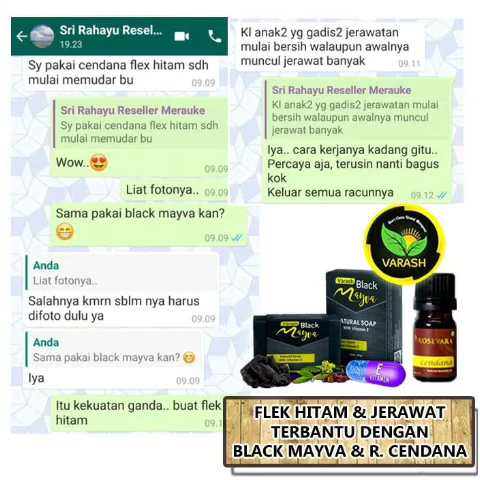 Sri Rahayu Resel...
19.23
Sy pakai cendana flex hitam sdh
mulai memudar bu
09.09
Sri Rahayu Reseller Merauke
Sy pakai cendana flex hitam sdh
mulai memudar bu
Wow..😍
09.09
Liat fotonya..
09.09
Sama pakai black mayva kan?
😁
09.09
Anda
Liat fotonya..
Salahnya kmrn sblm nya harus
difoto dulu ya
09.09
Anda
Sama pakai black mayva kan? 😁
Iya
09.09
Itu kekuatan ganda.. buat flek
hitam
Kl anak2 yg gadis2 jerawatan
mulai bersih walaupun awalnya
muncul jerawat banyak
09.11
Sri Rahayu Reseller Merauke
Kl anak2 yg gadis2 jerawatan mulai
bersih walaupun awalnya muncul
jerawat banyak
Iya.. cara kerjanya kadang gitu..
Percaya aja, terusin nanti bagus
kok
Keluar semua racunnya
09.12
VARASH
Varash Black
Mayva
NATURAL SOAP
With Vitamin E
Varash Black
Mayva
E
VITAMIN
ROSEVARA
cendana
FLEK HITAM & JERAWAT
TERBANTU DENGAN
BLACK MAYVA & R. CENDANA